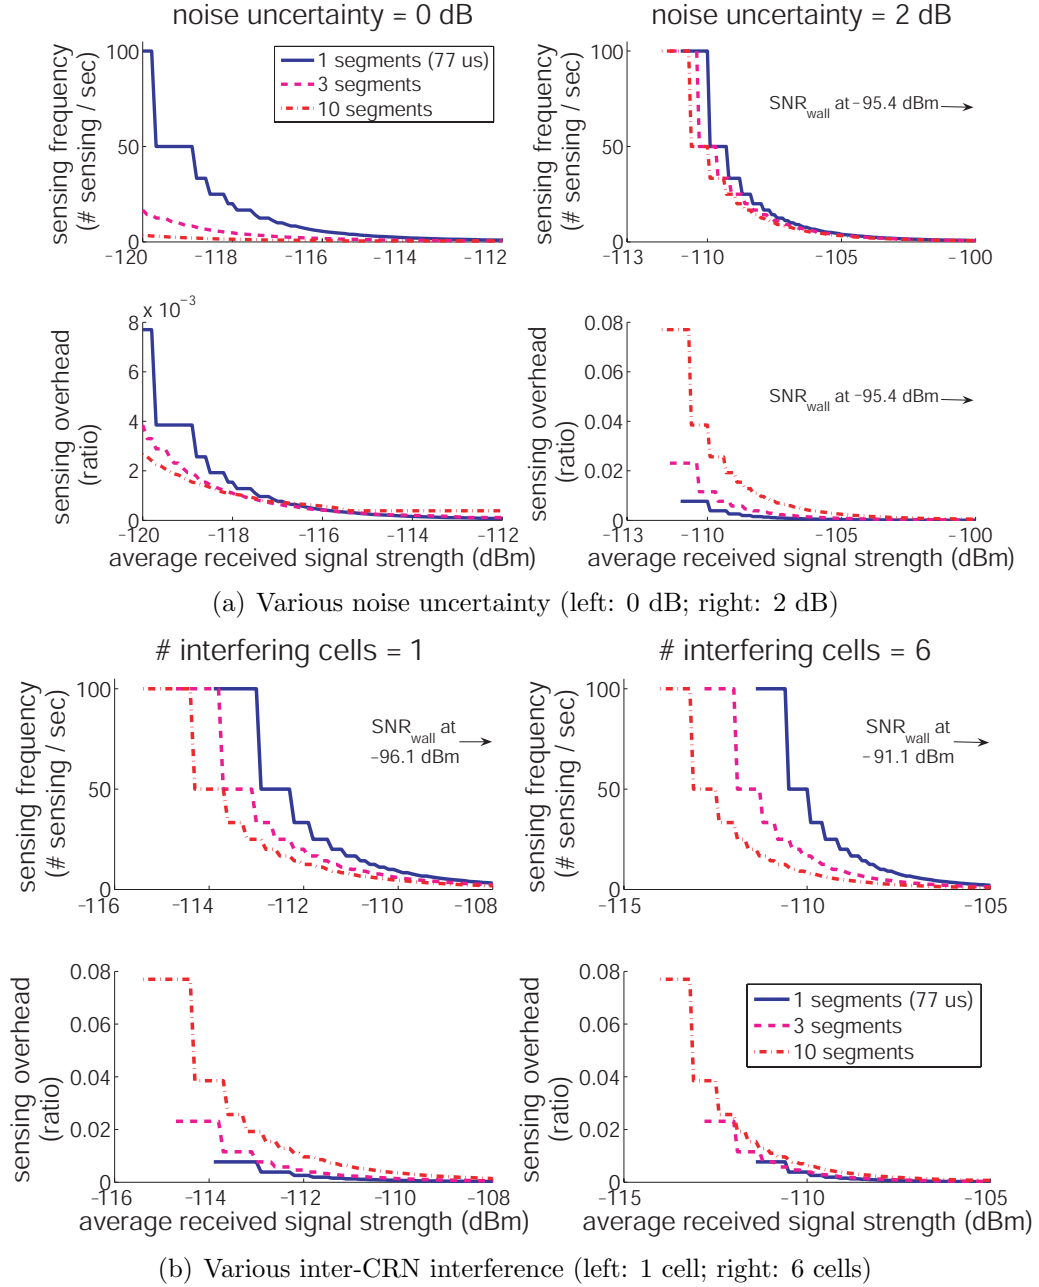 noise uncertainty = 0 dB
noise uncertainty = 2 dB
sensing frequency
(# sensing / sec)
100
50
0
1 segments (77 us)
3 segments
10 segments
-120
-118
-116
-114
-112
sensing frequency
(# sensing / sec)
100
50
0
SNRwall at -95.4 dBm
-113
-110
-105
-100
sensing overhead
(ratio)
x 10^-3
8
6
4
2
0
-120
-118
-116
-114
-112
average received signal strength (dBm)
sensing overhead
(ratio)
0.08
0.06
0.04
0.02
0
SNRwall at -95.4 dBm
-113
-110
-105
-100
average received signal strength (dBm)
(a) Various noise uncertainty (left: 0 dB; right: 2 dB)
# interfering cells = 1
# interfering cells = 6
sensing frequency
(# sensing / sec)
100
50
0
SNRwall at
-96.1 dBm
-116
-114
-112
-110
-108
sensing frequency
(# sensing / sec)
100
50
0
SNRwall at
-91.1 dBm
-115
-110
-105
sensing overhead
(ratio)
0.08
0.06
0.04
0.02
0
-116
-114
-112
-110
-108
average received signal strength (dBm)
sensing overhead
(ratio)
0.08
0.06
0.04
0.02
0
1 segments (77 us)
3 segments
10 segments
-115
-110
-105
average received signal strength (dBm)
(b) Various inter-CRN interference (left: 1 cell; right: 6 cells)